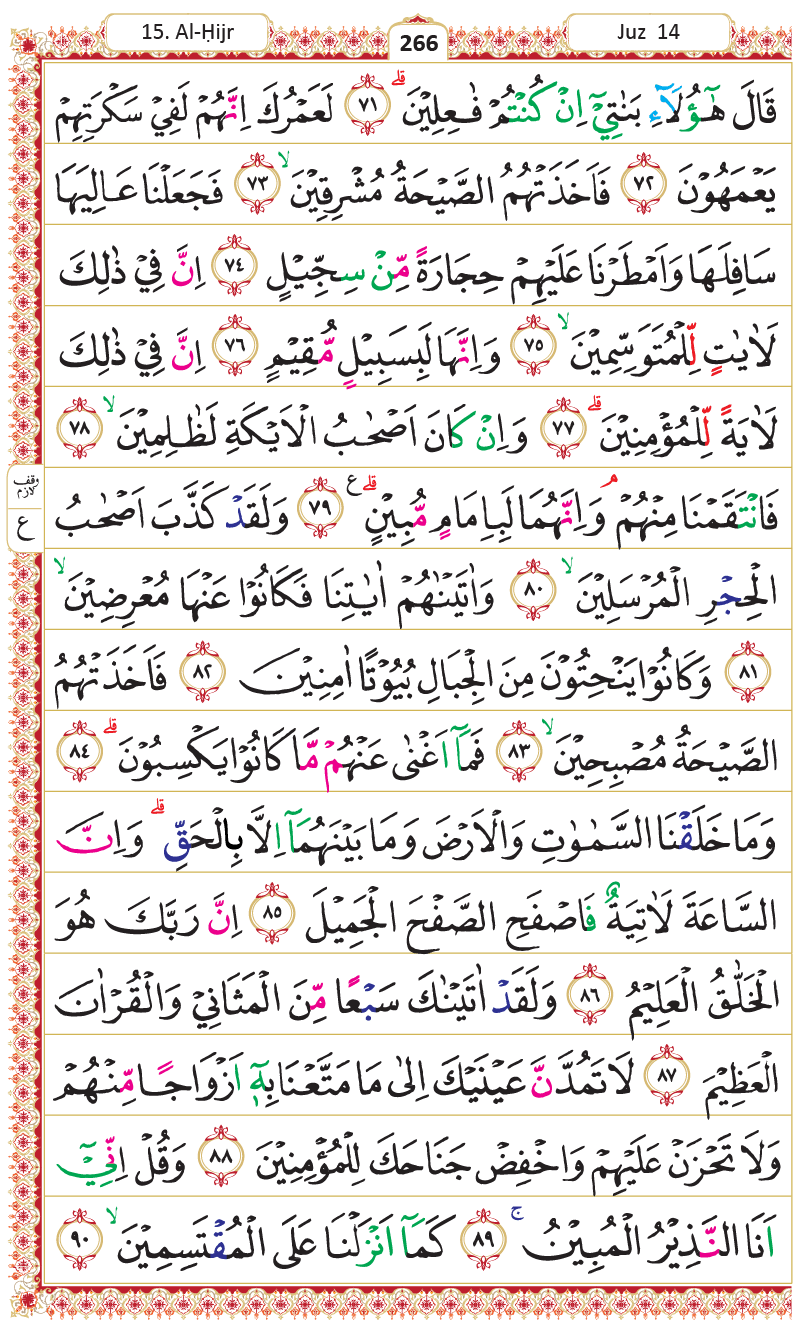 15. Al-Ḥijr
266
Juz 14
قَالَ هٰٓؤُلَاۤءِ بَنٰتِيْٓ اِنْ كُنْتُمْ فٰعِلِيْنَۗ ٧١ لَعَمْرُكَ اِنَّهُمْ لَفِيْ سَكْرَتِهِمْ
يَعْمَهُوْنَ ٧٢ فَاَخَذَتْهُمُ الصَّيْحَةُ مُشْرِقِيْنَۙ ٧٣ فَجَعَلْنَا عَالِيَهَا
سَافِلَهَا وَاَمْطَرْنَا عَلَيْهِمْ حِجَارَةً مِّنْ سِجِّيْلٍ ٧٤ اِنَّ فِيْ ذٰلِكَ
لَاٰيٰتٍ لِّلْمُتَوَسِّمِيْنَۙ ٧٥ وَاِنَّهَا لَبِسَبِيْلٍ مُّقِيْمٍ ٧٦ اِنَّ فِيْ ذٰلِكَ
لَاٰيَةً لِّلْمُؤْمِنِيْنَۗ ٧٧ وَاِنْ كَانَ اَصْحٰبُ الْاَيْكَةِ لَظٰلِمِيْنَۙ ٧٨
فَانْتَقَمْنَا مِنْهُمْۘ وَاِنَّهُمَا لَبِاِمَامٍ مُّبِيْنٍۗ ࣖ ٧٩ وَلَقَدْ كَذَّبَ اَصْحٰبُ
وقف لازم
ع
الْحِجْرِ الْمُرْسَلِيْنَۙ ٨٠ وَاٰتَيْنٰهُمْ اٰيٰتِنَا فَكَانُوْا عَنْهَا مُعْرِضِيْنَۙ
٨١ وَكَانُوْا يَنْحِتُوْنَ مِنَ الْجِبَالِ بُيُوْتًا اٰمِنِيْنَ ٨٢ فَاَخَذَتْهُمُ
الصَّيْحَةُ مُصْبِحِيْنَۙ ٨٣ فَمَآ اَغْنٰى عَنْهُمْ مَّا كَانُوْا يَكْسِبُوْنَۗ ٨٤
وَمَا خَلَقْنَا السَّمٰوٰتِ وَالْاَرْضَ وَمَا بَيْنَهُمَآ اِلَّا بِالْحَقِّۗ وَاِنَّ
السَّاعَةَ لَاٰتِيَةٌ فَاصْفَحِ الصَّفْحَ الْجَمِيْلَ ٨٥ اِنَّ رَبَّكَ هُوَ
الْخَلّٰقُ الْعَلِيْمُ ٨٦ وَلَقَدْ اٰتَيْنٰكَ سَبْعًا مِّنَ الْمَثَانِيْ وَالْقُرْاٰنَ
الْعَظِيْمَ ٨٧ لَا تَمُدَّنَّ عَيْنَيْكَ اِلٰى مَا مَتَّعْنَا بِهٖٓ اَزْوَاجًا مِّنْهُمْ
وَلَا تَحْزَنْ عَلَيْهِمْ وَاخْفِضْ جَنَاحَكَ لِلْمُؤْمِنِيْنَ ٨٨ وَقُلْ اِنِّيْٓ
اَنَا النَّذِيْرُ الْمُبِيْنُۚ ٨٩ كَمَآ اَنْزَلْنَا عَلَى الْمُقْتَسِمِيْنَۙ ٩٠